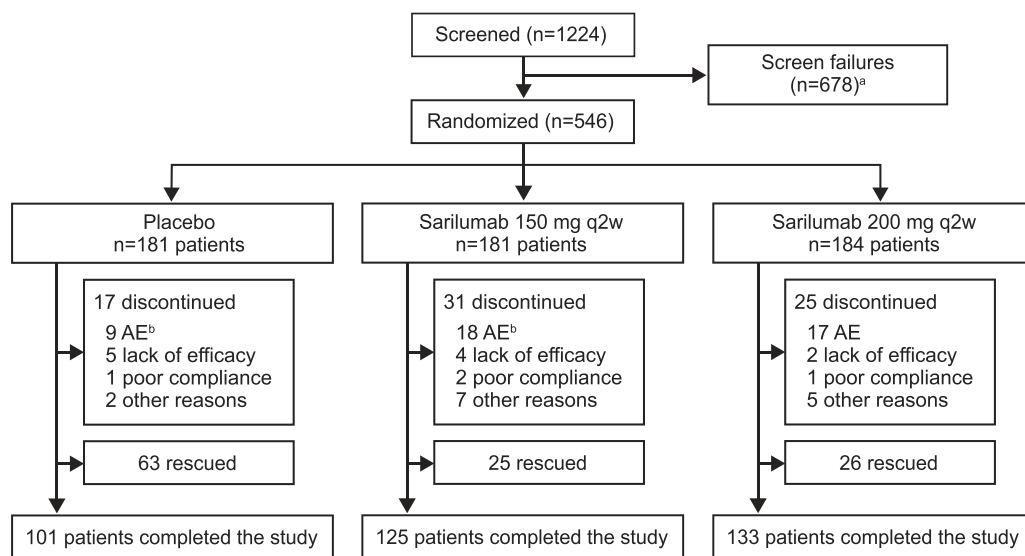 Screened (n=1224)
Screen failures
(n=678)ᵃ
Randomized (n=546)
Placebo
n=181 patients
Sarilumab 150 mg q2w
n=181 patients
Sarilumab 200 mg q2w
n=184 patients
17 discontinued
9 AEᵇ
5 lack of efficacy
1 poor compliance
2 other reasons
31 discontinued
18 AEᵇ
4 lack of efficacy
2 poor compliance
7 other reasons
25 discontinued
17 AE
2 lack of efficacy
1 poor compliance
5 other reasons
63 rescued
25 rescued
26 rescued
101 patients completed the study
125 patients completed the study
133 patients completed the study